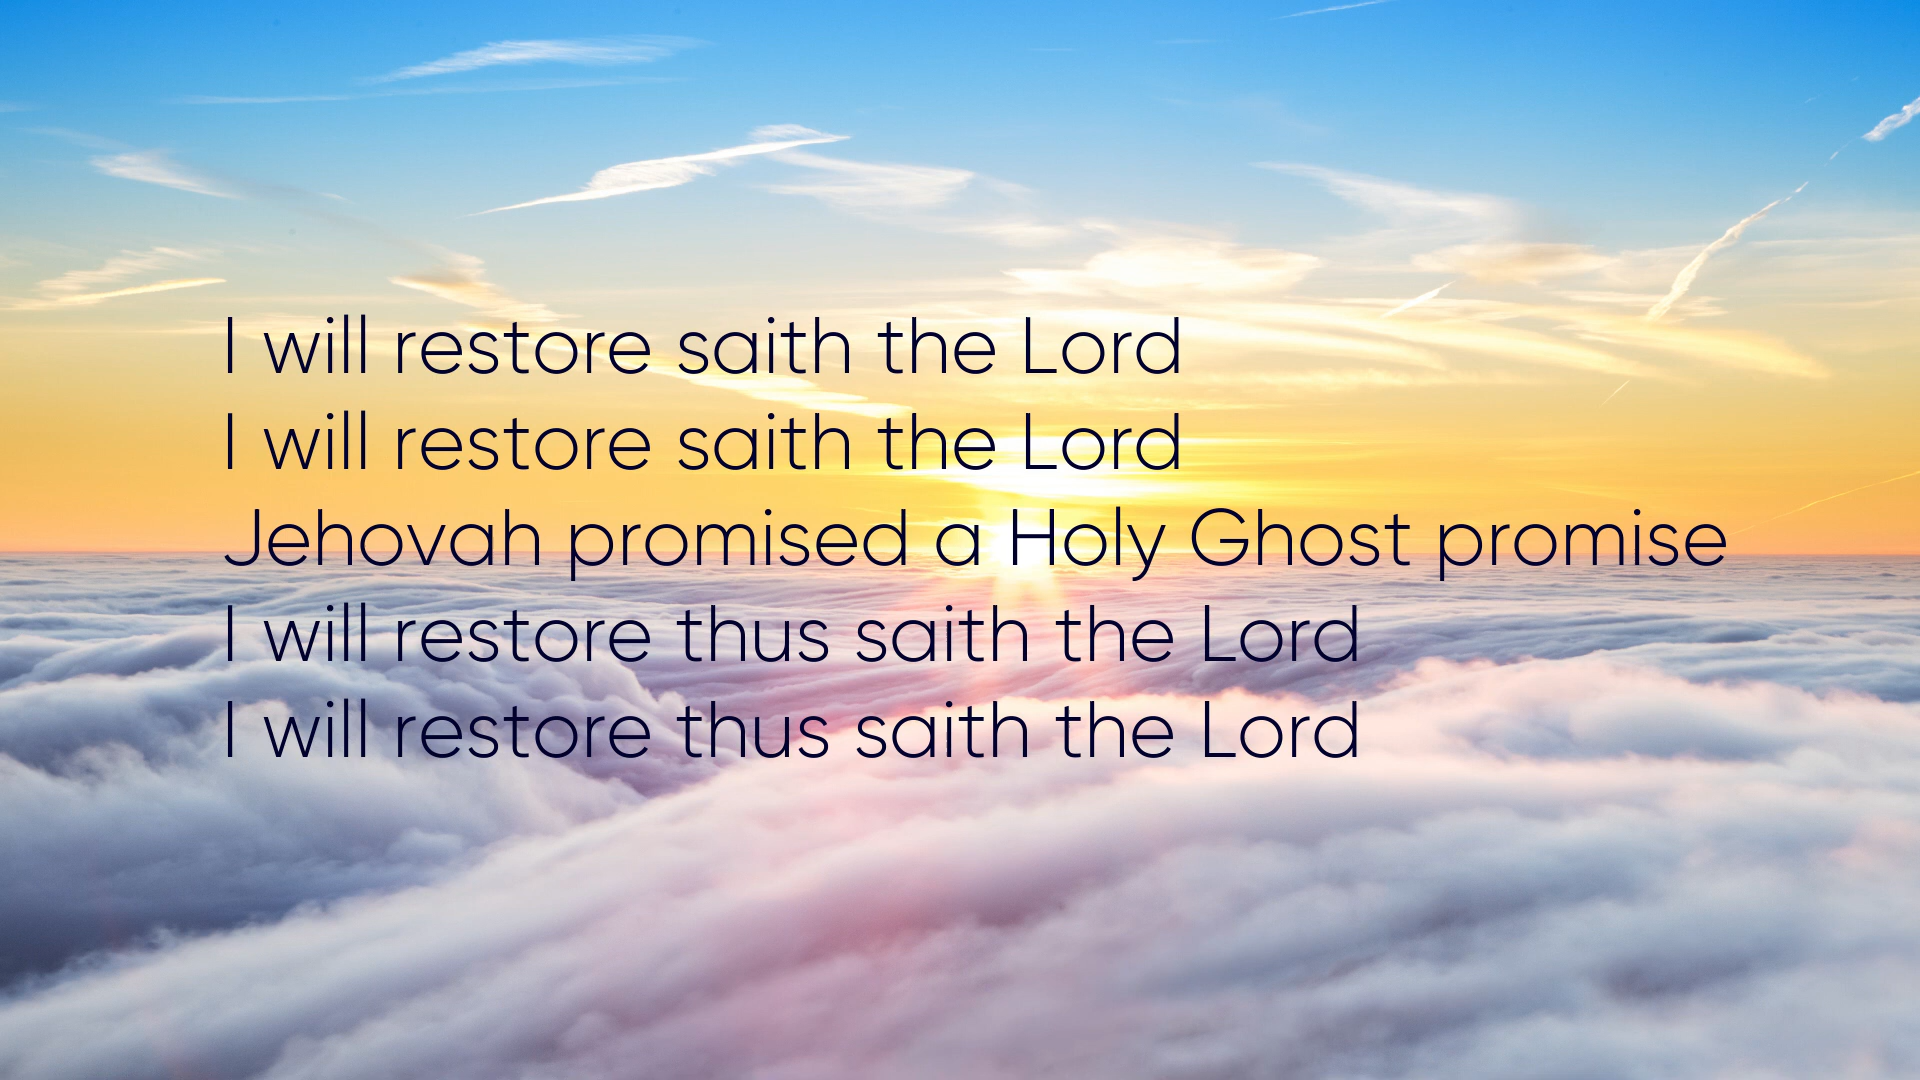 I will restore saith the Lord
I will restore saith the Lord
Jehovah promised a Holy Ghost promise
I will restore thus saith the Lord
I will restore thus saith the Lord